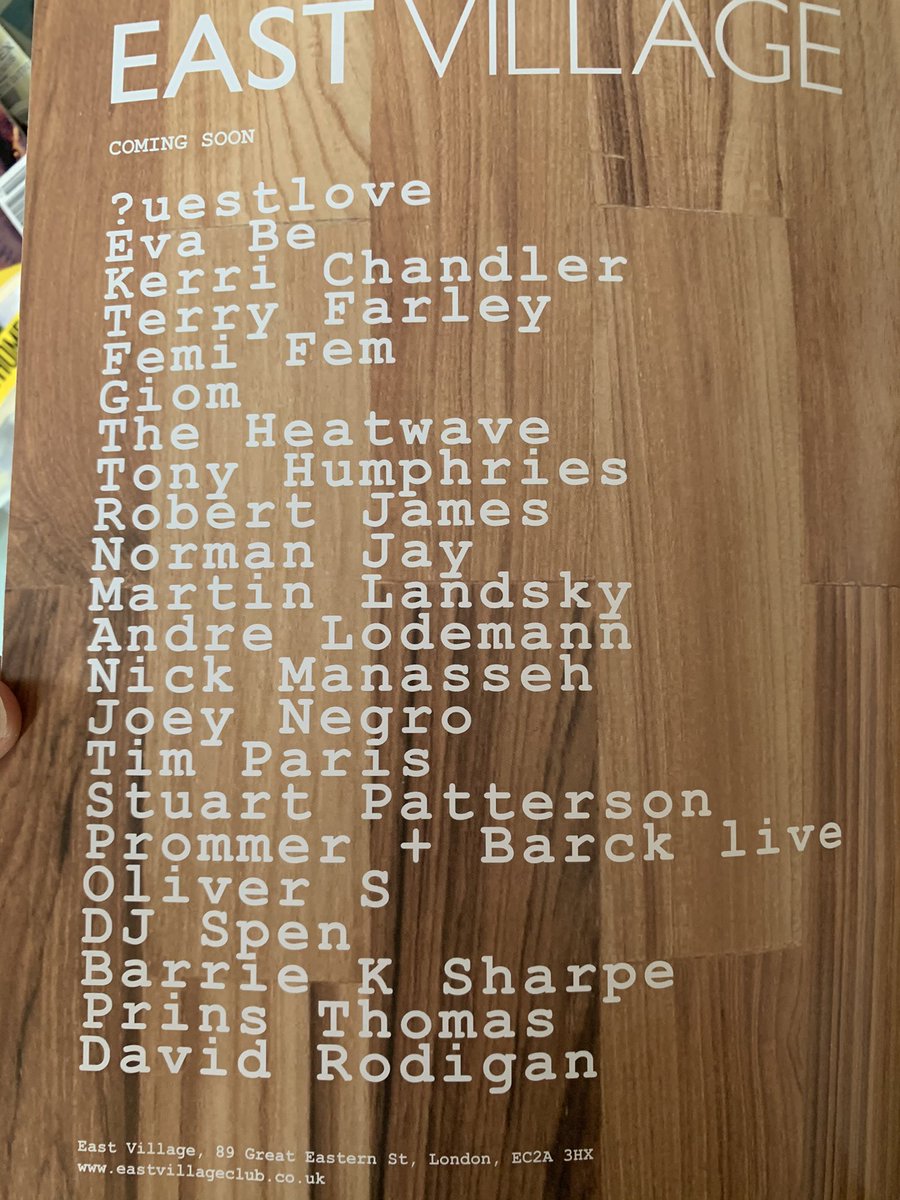 EAST VILLAGE
COMING SOON
?uestlove
Eva Be
Kerri Chandler
Terry Farley
Femi Fem
Giom
The Heatwave
Tony Humphries
Robert James
Norman Jay
Martin Landsky
Andre Lodemann
Nick Manasseh
Joey Negro
Tim Paris
Stuart Patterson
Prommer + Barck live
Oliver S
DJ Spen
Barrie K Sharpe
Prins Thomas
David Rodigan
East Village, 89 Great Eastern St, London, EC2A 3HX
www.eastvillageclub.co.uk